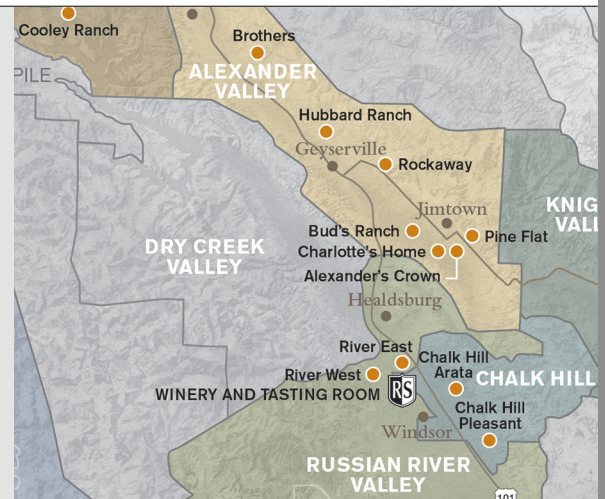 Cooley Ranch
Brothers
PILE
ALEXANDER
VALLEY
Hubbard Ranch
Geyserville
Rockaway
Jimtown
KNIG
VALL
Bud's Ranch
Pine Flat
DRY CREEK
VALLEY
Charlotte's Home
Alexander's Crown
Healdsburg
River East
Chalk Hill
Arata
River West
CHALK HILL
WINERY AND TASTING ROOM
RS
Chalk Hill
Pleasant
Windsor
RUSSIAN RIVER
VALLEY
101